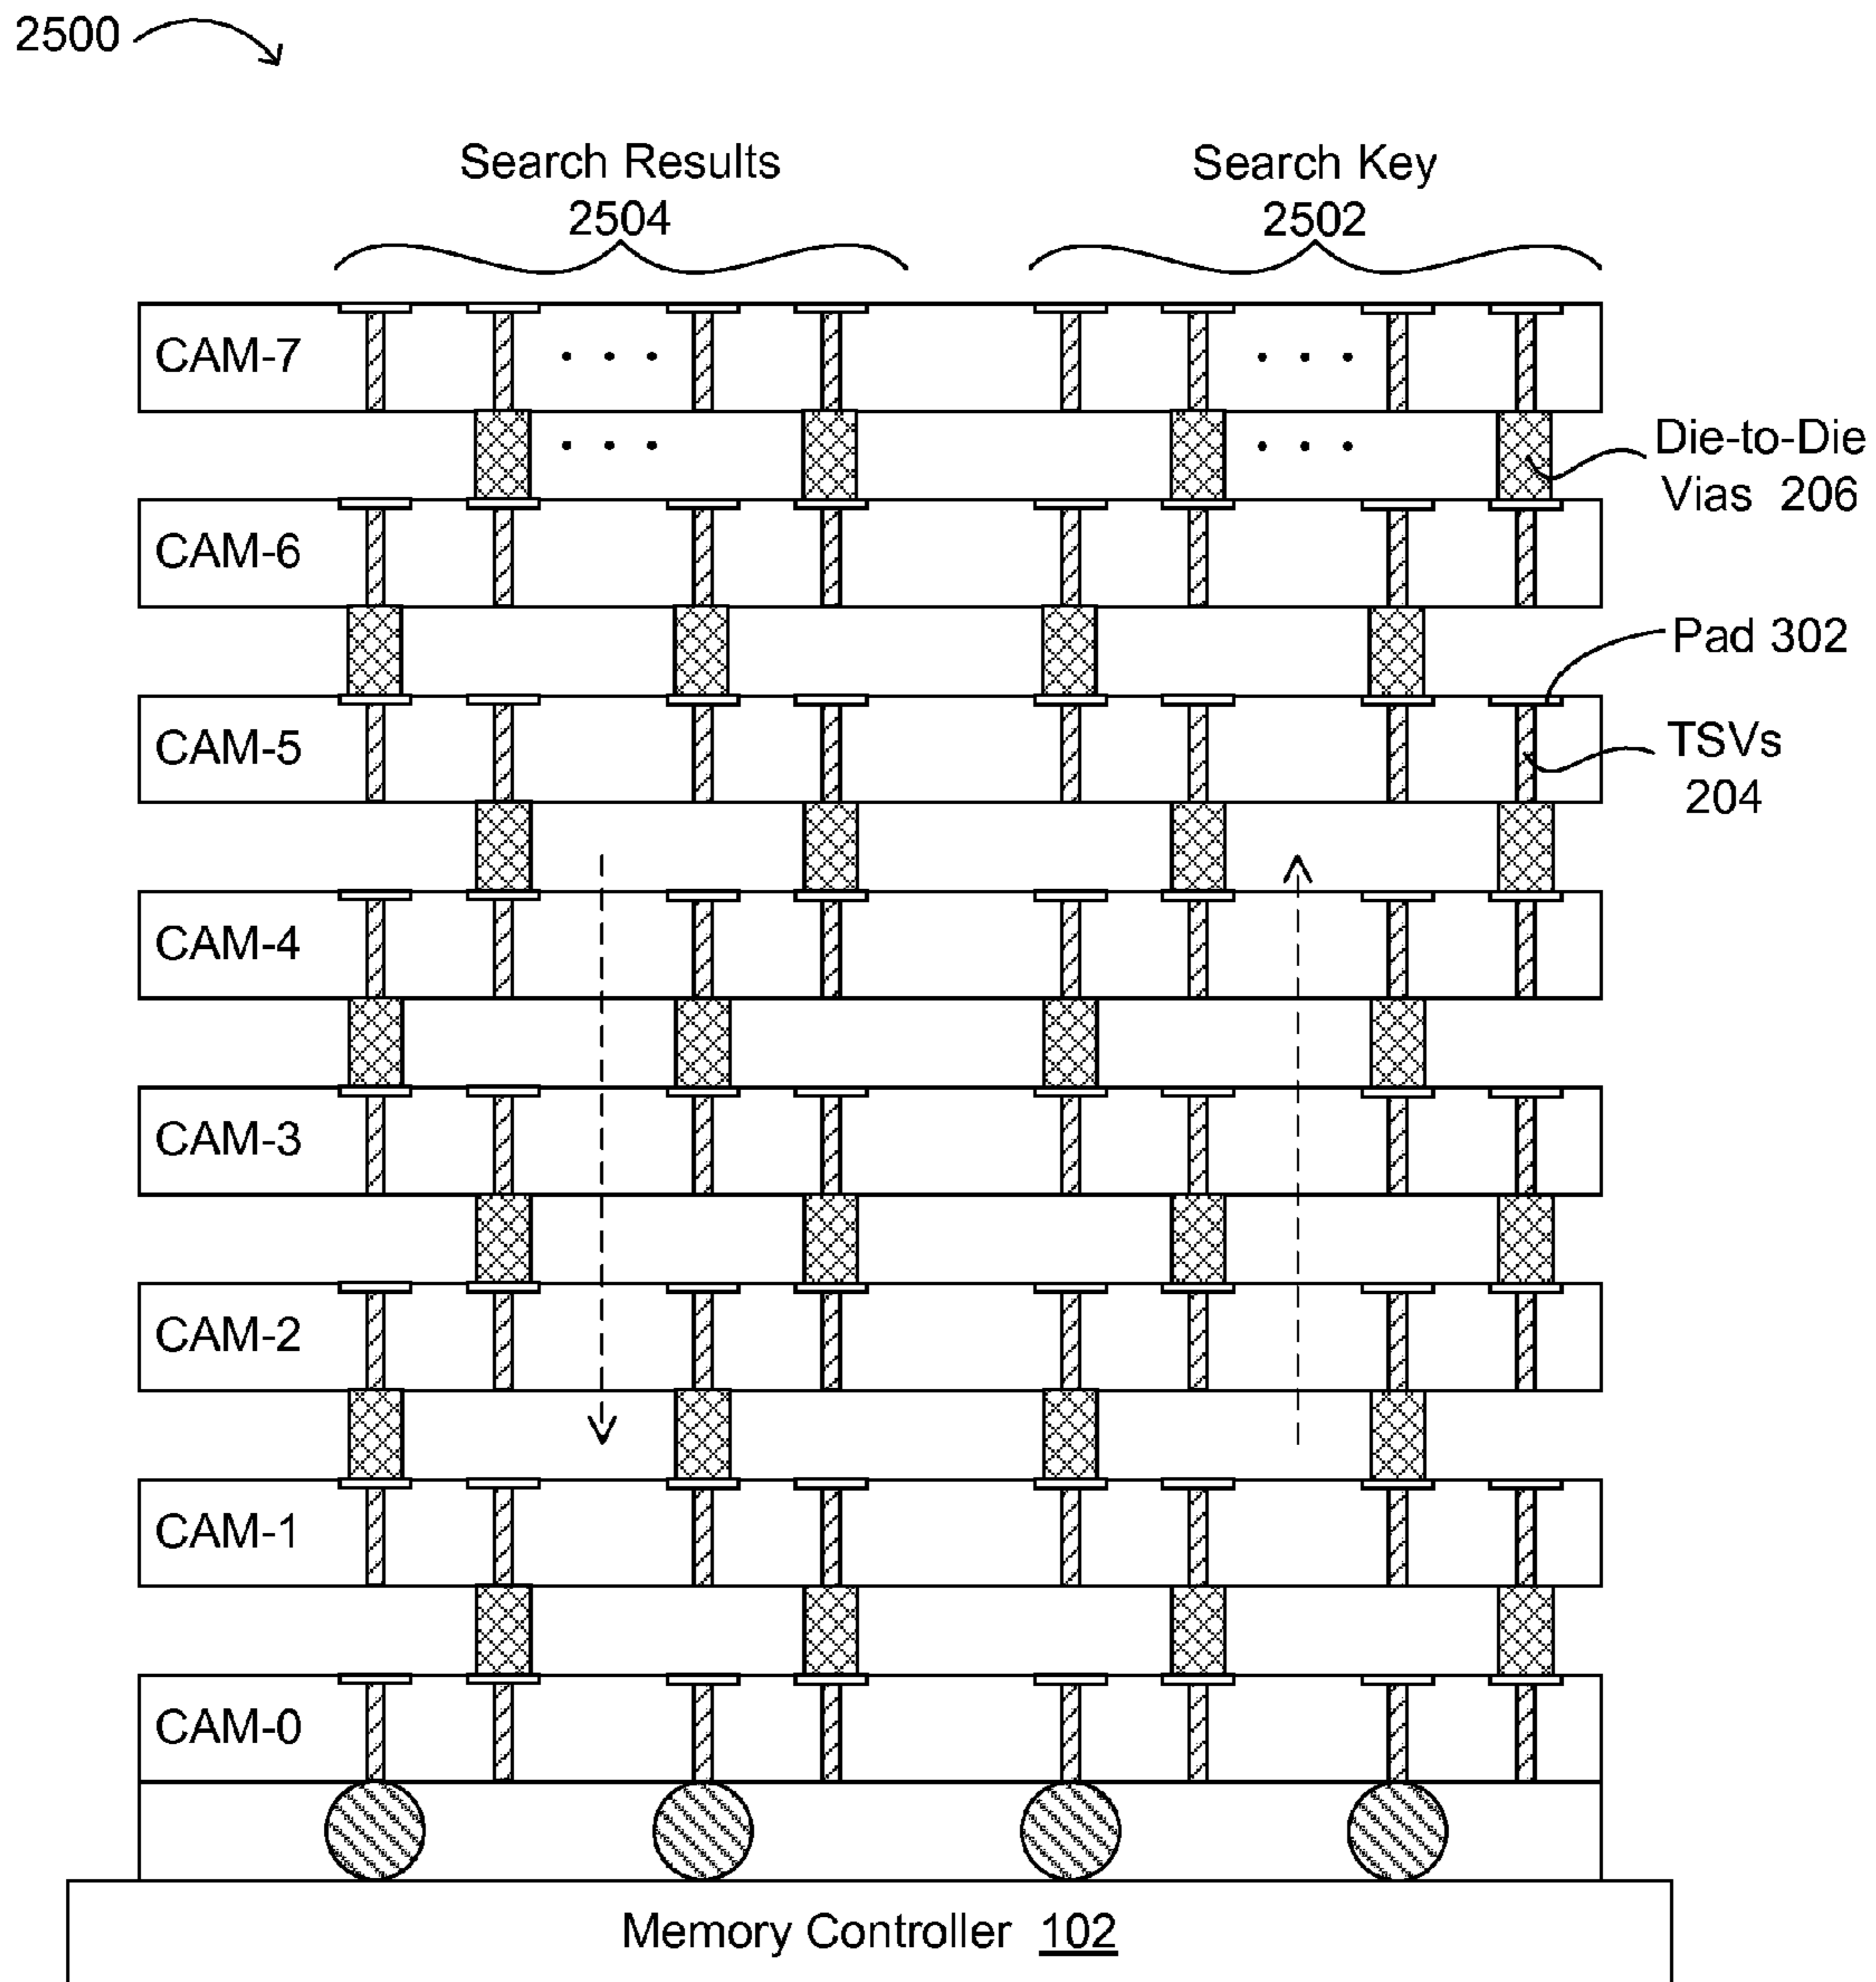 2500
Search Results
2504
Search Key
2502
CAM-7
Die-to-Die
Vias 206
CAM-6
Pad 302
CAM-5
TSVs
204
CAM-4
CAM-3
CAM-2
CAM-1
CAM-0
Memory Controller 102